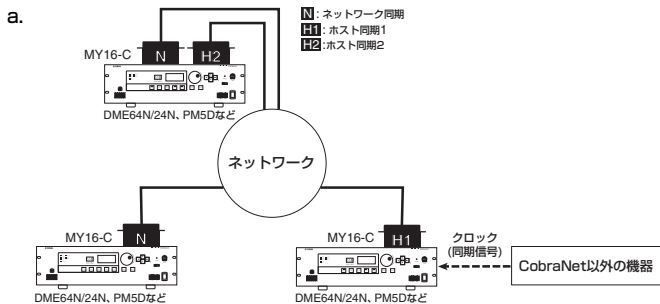 a.
N：ネットワーク同期
H1：ホスト同期1
H2：ホスト同期2
MY16-C
N
H2
DME64N/24N、PM5Dなど
ネットワーク
MY16-C
N
DME64N/24N、PM5Dなど
MY16-C
H1
DME64N/24N、PM5Dなど
クロック
(同期信号)
CobraNet以外の機器